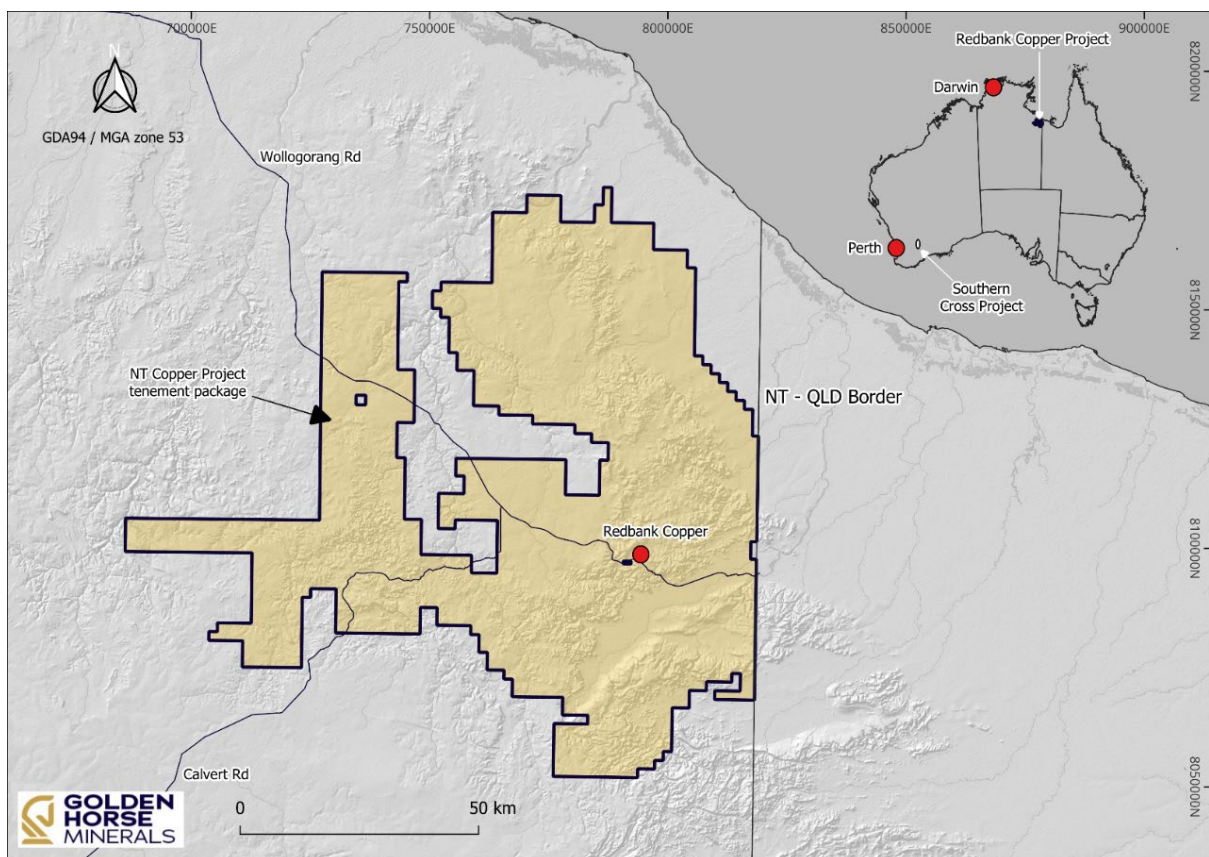 700000E
750000E
800000E
850000E
900000E
Redbank Copper Project
8200000N
N
Darwin
GDA94 / MGA zone 53
Wollogorang Rd
Perth
Southern
Cross Project
8150000N
NT Copper Project
tenement package
NT - QLD Border
Redbank Copper
8100000N
Calvert Rd
8050000N
GOLDEN
HORSE
MINERALS
0
50 km